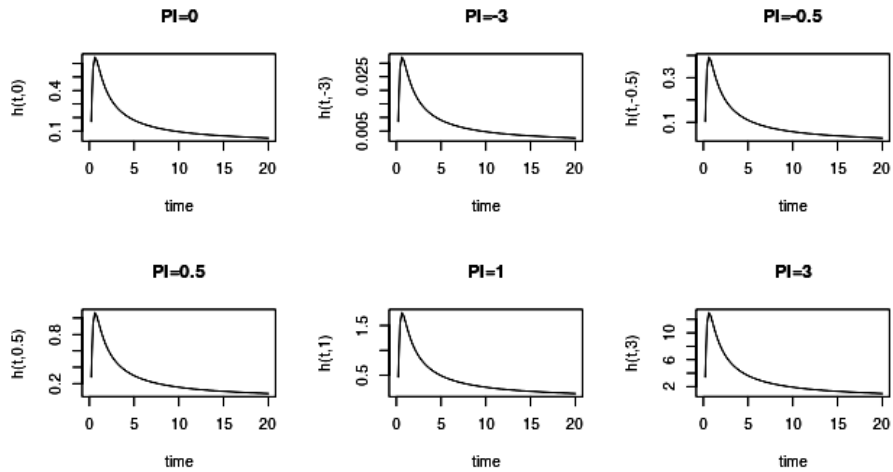 PI=0
h(t,0)
0.4
0.1
0 5 10 15 20
time
PI=-3
h(t,-3)
0.025
0.005
0 5 10 15 20
time
PI=-0.5
h(t,-0.5)
0.3
0.1
0 5 10 15 20
time
PI=0.5
h(t,0.5)
0.8
0.2
0 5 10 15 20
time
PI=1
h(t,1)
1.5
0.5
0 5 10 15 20
time
PI=3
h(t,3)
10
6
2
0 5 10 15 20
time